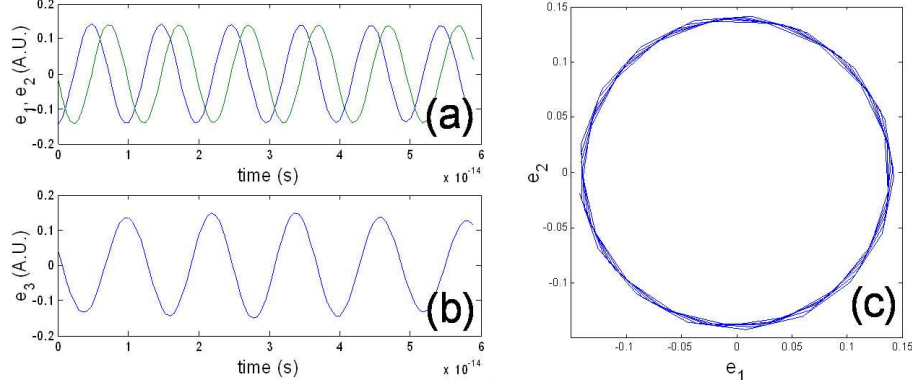 e₁, e₂ (A.U.)
0.2
0.1
0
-0.1
-0.2
0 1 2 3 4 5 6
x 10⁻¹⁴
time (s)
(a)
e₃ (A.U.)
0.2
0.1
0
-0.1
-0.2
0 1 2 3 4 5 6
x 10⁻¹⁴
time (s)
(b)
e₂
0.15
0.1
0.05
0
-0.05
-0.1
-0.1 -0.05 0 0.05 0.1 0.15
e₁
(c)